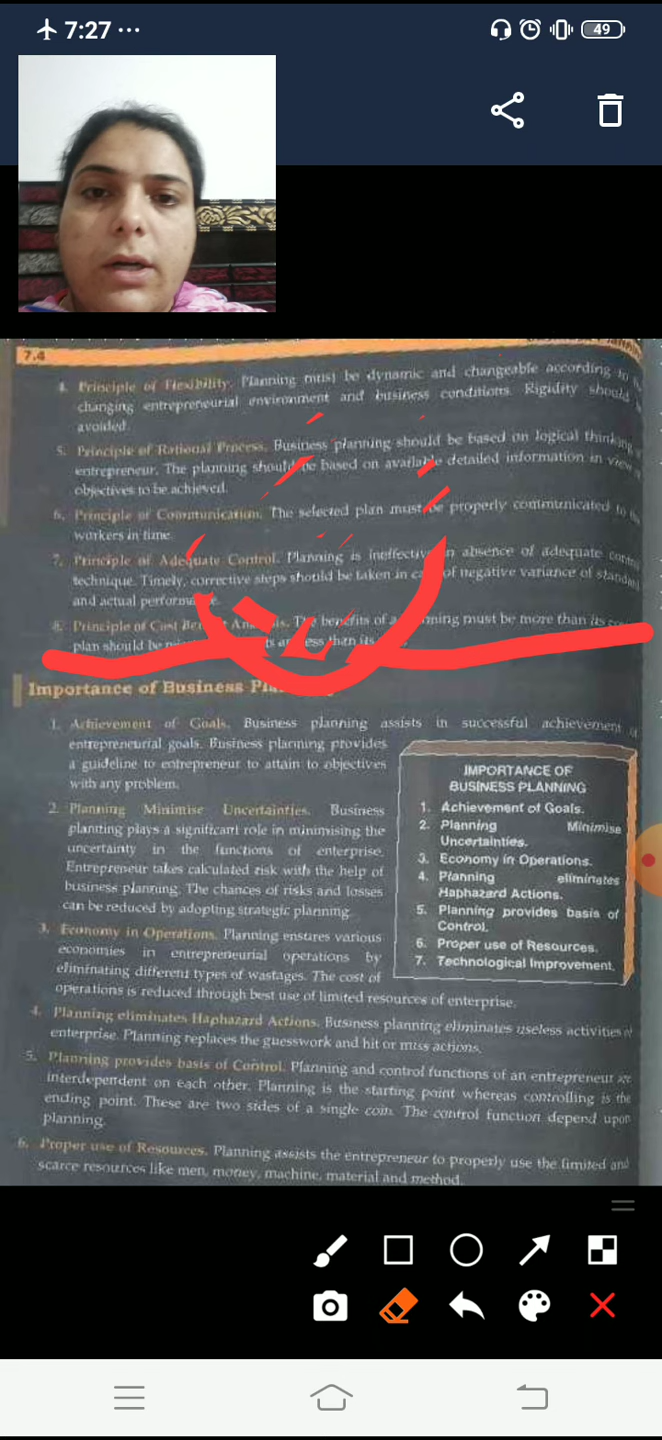 7:27 ...
49
7.4
4. Principle of Flexibility. Planning must be dynamic and changeable according to
changing entrepreneurial environment and business conditions. Rigidity should
avoided.
5. Principle of Rational Process. Business planning should be based on logical thinking
entrepreneur. The planning should be based on available detailed information in view
objectives to be achieved.
6. Principle of Communication. The selected plan must be properly communicated to
workers in time.
7. Principle of Adequate Control. Planning is ineffective in absence of adequate
technique. Timely, corrective steps should be taken in of negative variance of
and actual
8. Principle of Cost Analysis. The benefits of must be more than its
plan should be less than its
Importance of Business
1. Achievement of Goals. Business planning assists in successful achievement
entrepreneurial goals. Business planning provides
a guideline to entrepreneur to attain to objectives
with any problem.
2. Planning Minimise Uncertainties. Business
planning plays a significant role in minimising the
uncertainty in the functions of enterprise.
Entrepreneur takes calculated risk with the help of
business planning. The chances of risks and losses
can be reduced by adopting strategic planning.
3. Economy in Operations. Planning ensures various
economies in entrepreneurial operations by
eliminating different types of wastages. The cost of
operations is reduced through best use of limited resources of enterprise.
IMPORTANCE OF
BUSINESS PLANNING
1. Achievement of Goals.
2. Planning Minimise
Uncertainties.
3. Economy in Operations.
4. Planning eliminates
Haphazard Actions.
5. Planning provides basis of
Control.
6. Proper use of Resources.
7. Technological Improvement.
4. Planning eliminates Haphazard Actions. Business planning eliminates useless activities of
enterprise. Planning replaces the guesswork and hit or miss actions.
5. Planning provides basis of Control. Planning and control functions of an entrepreneur are
interdependent on each other. Planning is the starting point whereas controlling is the
ending point. These are two sides of a single coin. The control function depend upon
planning.
6. Proper use of Resources. Planning assists the entrepreneur to properly use the limited and
scarce resources like men, money, machine, material and method.